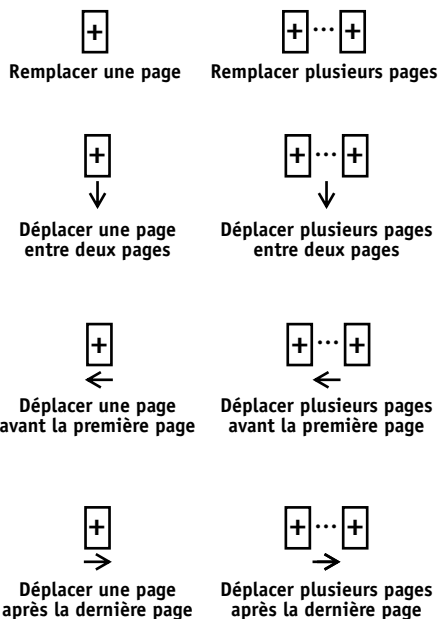 +
+ ... +
Remplacer une page
Remplacer plusieurs pages
+
+ ... +
Déplacer une page
entre deux pages
Déplacer plusieurs pages
entre deux pages
+
+ ... +
Déplacer une page
avant la première page
Déplacer plusieurs pages
avant la première page
+
+ ... +
Déplacer une page
après la dernière page
Déplacer plusieurs pages
après la dernière page